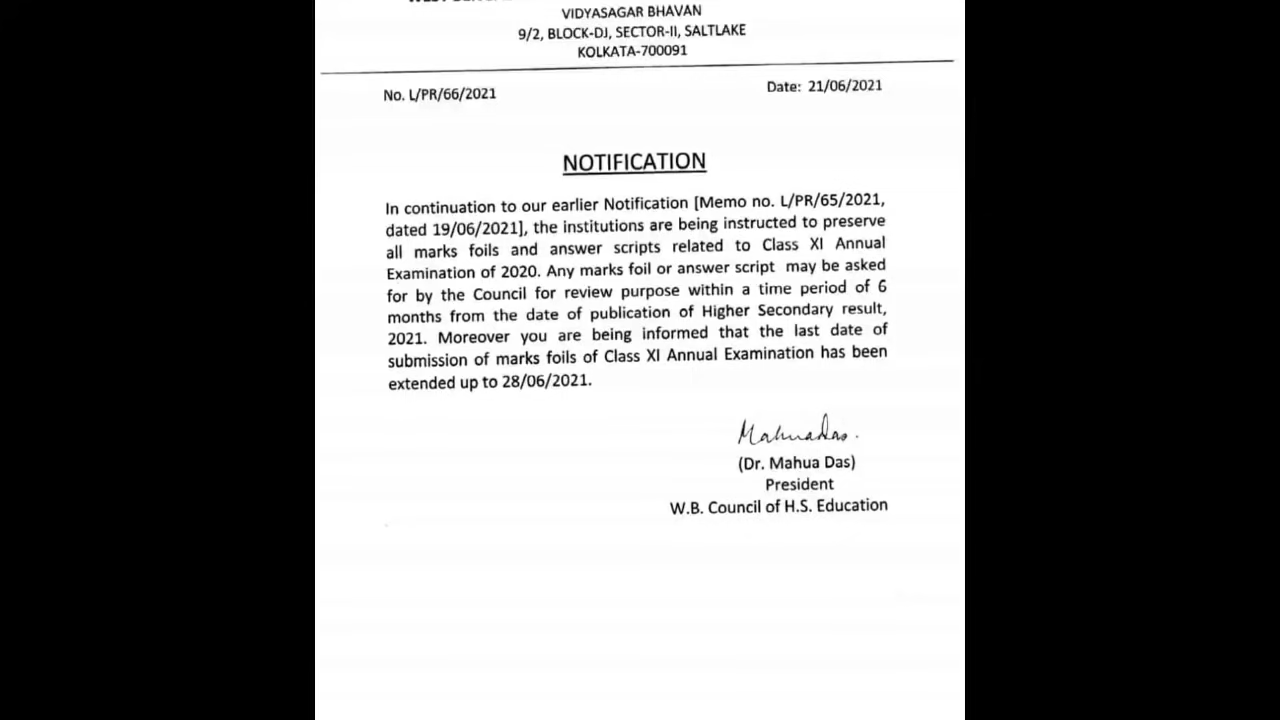 VIDYASAGAR BHAVAN
9/2, BLOCK-DJ, SECTOR-II, SALTLAKE
KOLKATA-700091
No. L/PR/66/2021
Date: 21/06/2021
NOTIFICATION
In continuation to our earlier Notification [Memo no. L/PR/65/2021,
dated 19/06/2021], the institutions are being instructed to preserve
all marks foils and answer scripts related to Class XI Annual
Examination of 2020. Any marks foil or answer script may be asked
for by the Council for review purpose within a time period of 6
months from the date of publication of Higher Secondary result,
2021. Moreover you are being informed that the last date of
submission of marks foils of Class XI Annual Examination has been
extended up to 28/06/2021.
Mahua Das.
(Dr. Mahua Das)
President
W.B. Council of H.S. Education